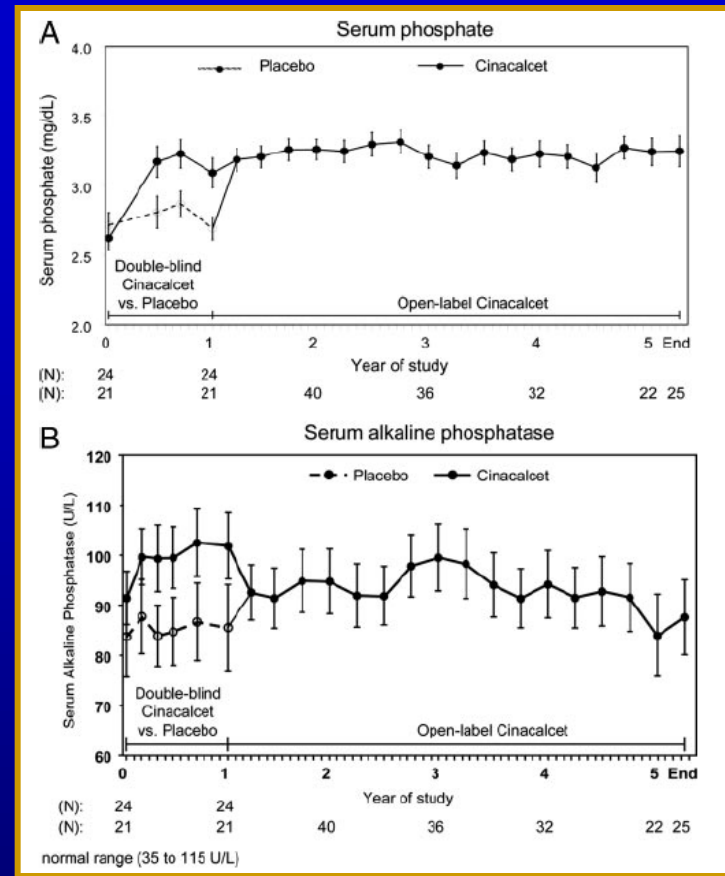 A
Serum phosphate
Placebo Cinacalcet
Serum phosphate (mg/dL)
4.0
3.5
3.0
2.5
2.0
Double-blind
Cinacalcet
vs. Placebo
Open-label Cinacalcet
0 1 2 3 4 5 End
Year of study
(N): 24 24
(N): 21 21 40 36 32 22 25
B
Serum alkaline phosphatase
Placebo Cinacalcet
Serum Alkaline Phosphatase (U/L)
120
110
100
90
80
70
60
Double-blind
Cinacalcet
vs. Placebo
Open-label Cinacalcet
0 1 2 3 4 5 End
Year of study
(N): 24 24
(N): 21 21 40 36 32 22 25
normal range (35 to 115 U/L)